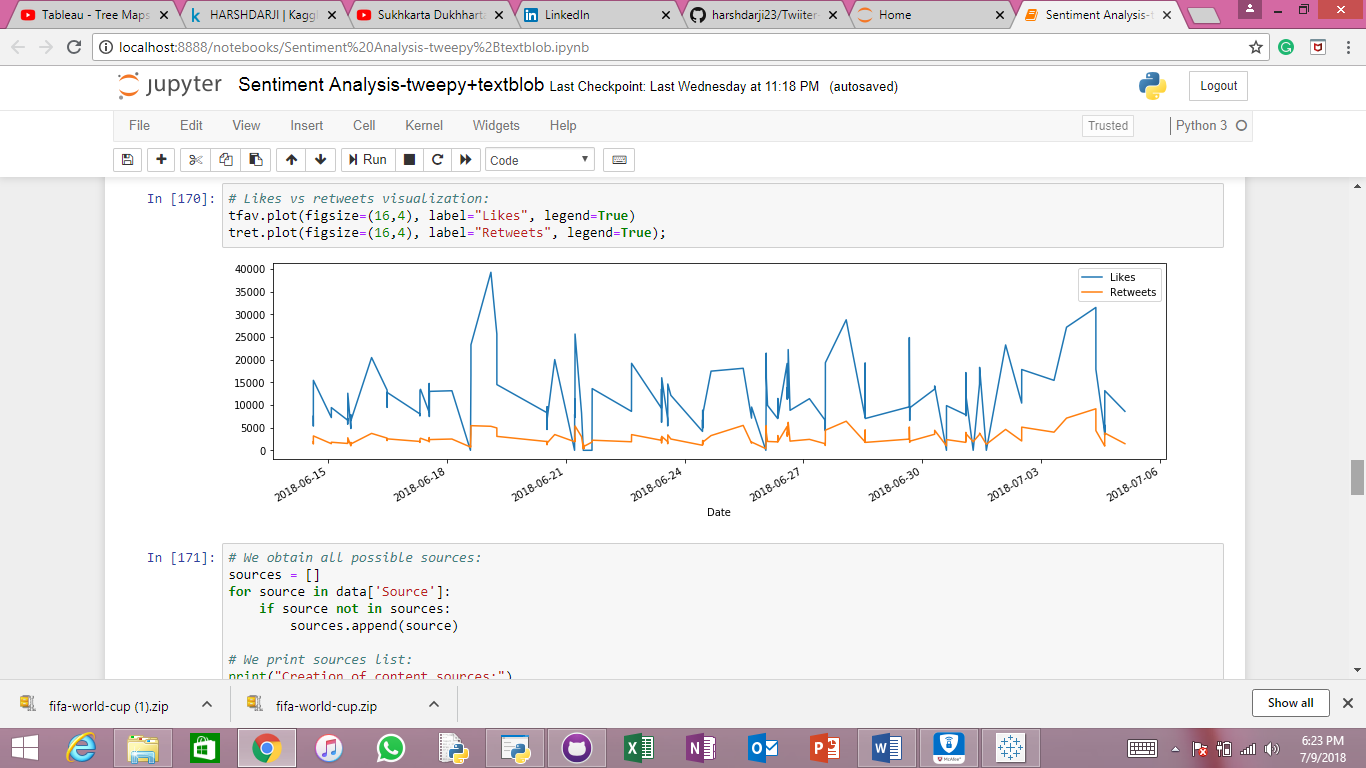 Tableau - Tree Maps
HARSHDARJI | Kaggl
Sukhkarta Dukhharta
LinkedIn
harshdarji23/Twiiter-
Home
Sentiment Analysis-t
localhost:8888/notebooks/Sentiment%20Analysis-tweepy%2Btextblob.ipynb
jupyter Sentiment Analysis-tweepy+textblob Last Checkpoint: Last Wednesday at 11:18 PM (autosaved)
Logout
File Edit View Insert Cell Kernel Widgets Help
Trusted
Python 3
Run
Code
In [170]:
# Likes vs retweets visualization:
tfav.plot(figsize=(16,4), label="Likes", legend=True)
tret.plot(figsize=(16,4), label="Retweets", legend=True);
40000
35000
30000
25000
20000
15000
10000
5000
0
Likes
Retweets
2018-06-15
2018-06-18
2018-06-21
2018-06-24
2018-06-27
2018-06-30
2018-07-03
2018-07-06
Date
In [171]:
# We obtain all possible sources:
sources = []
for source in data['Source']:
    if source not in sources:
        sources.append(source)
# We print sources list:
print("Creation of content sources:")
fifa-world-cup (1).zip
fifa-world-cup.zip
Show all
6:23 PM
7/9/2018